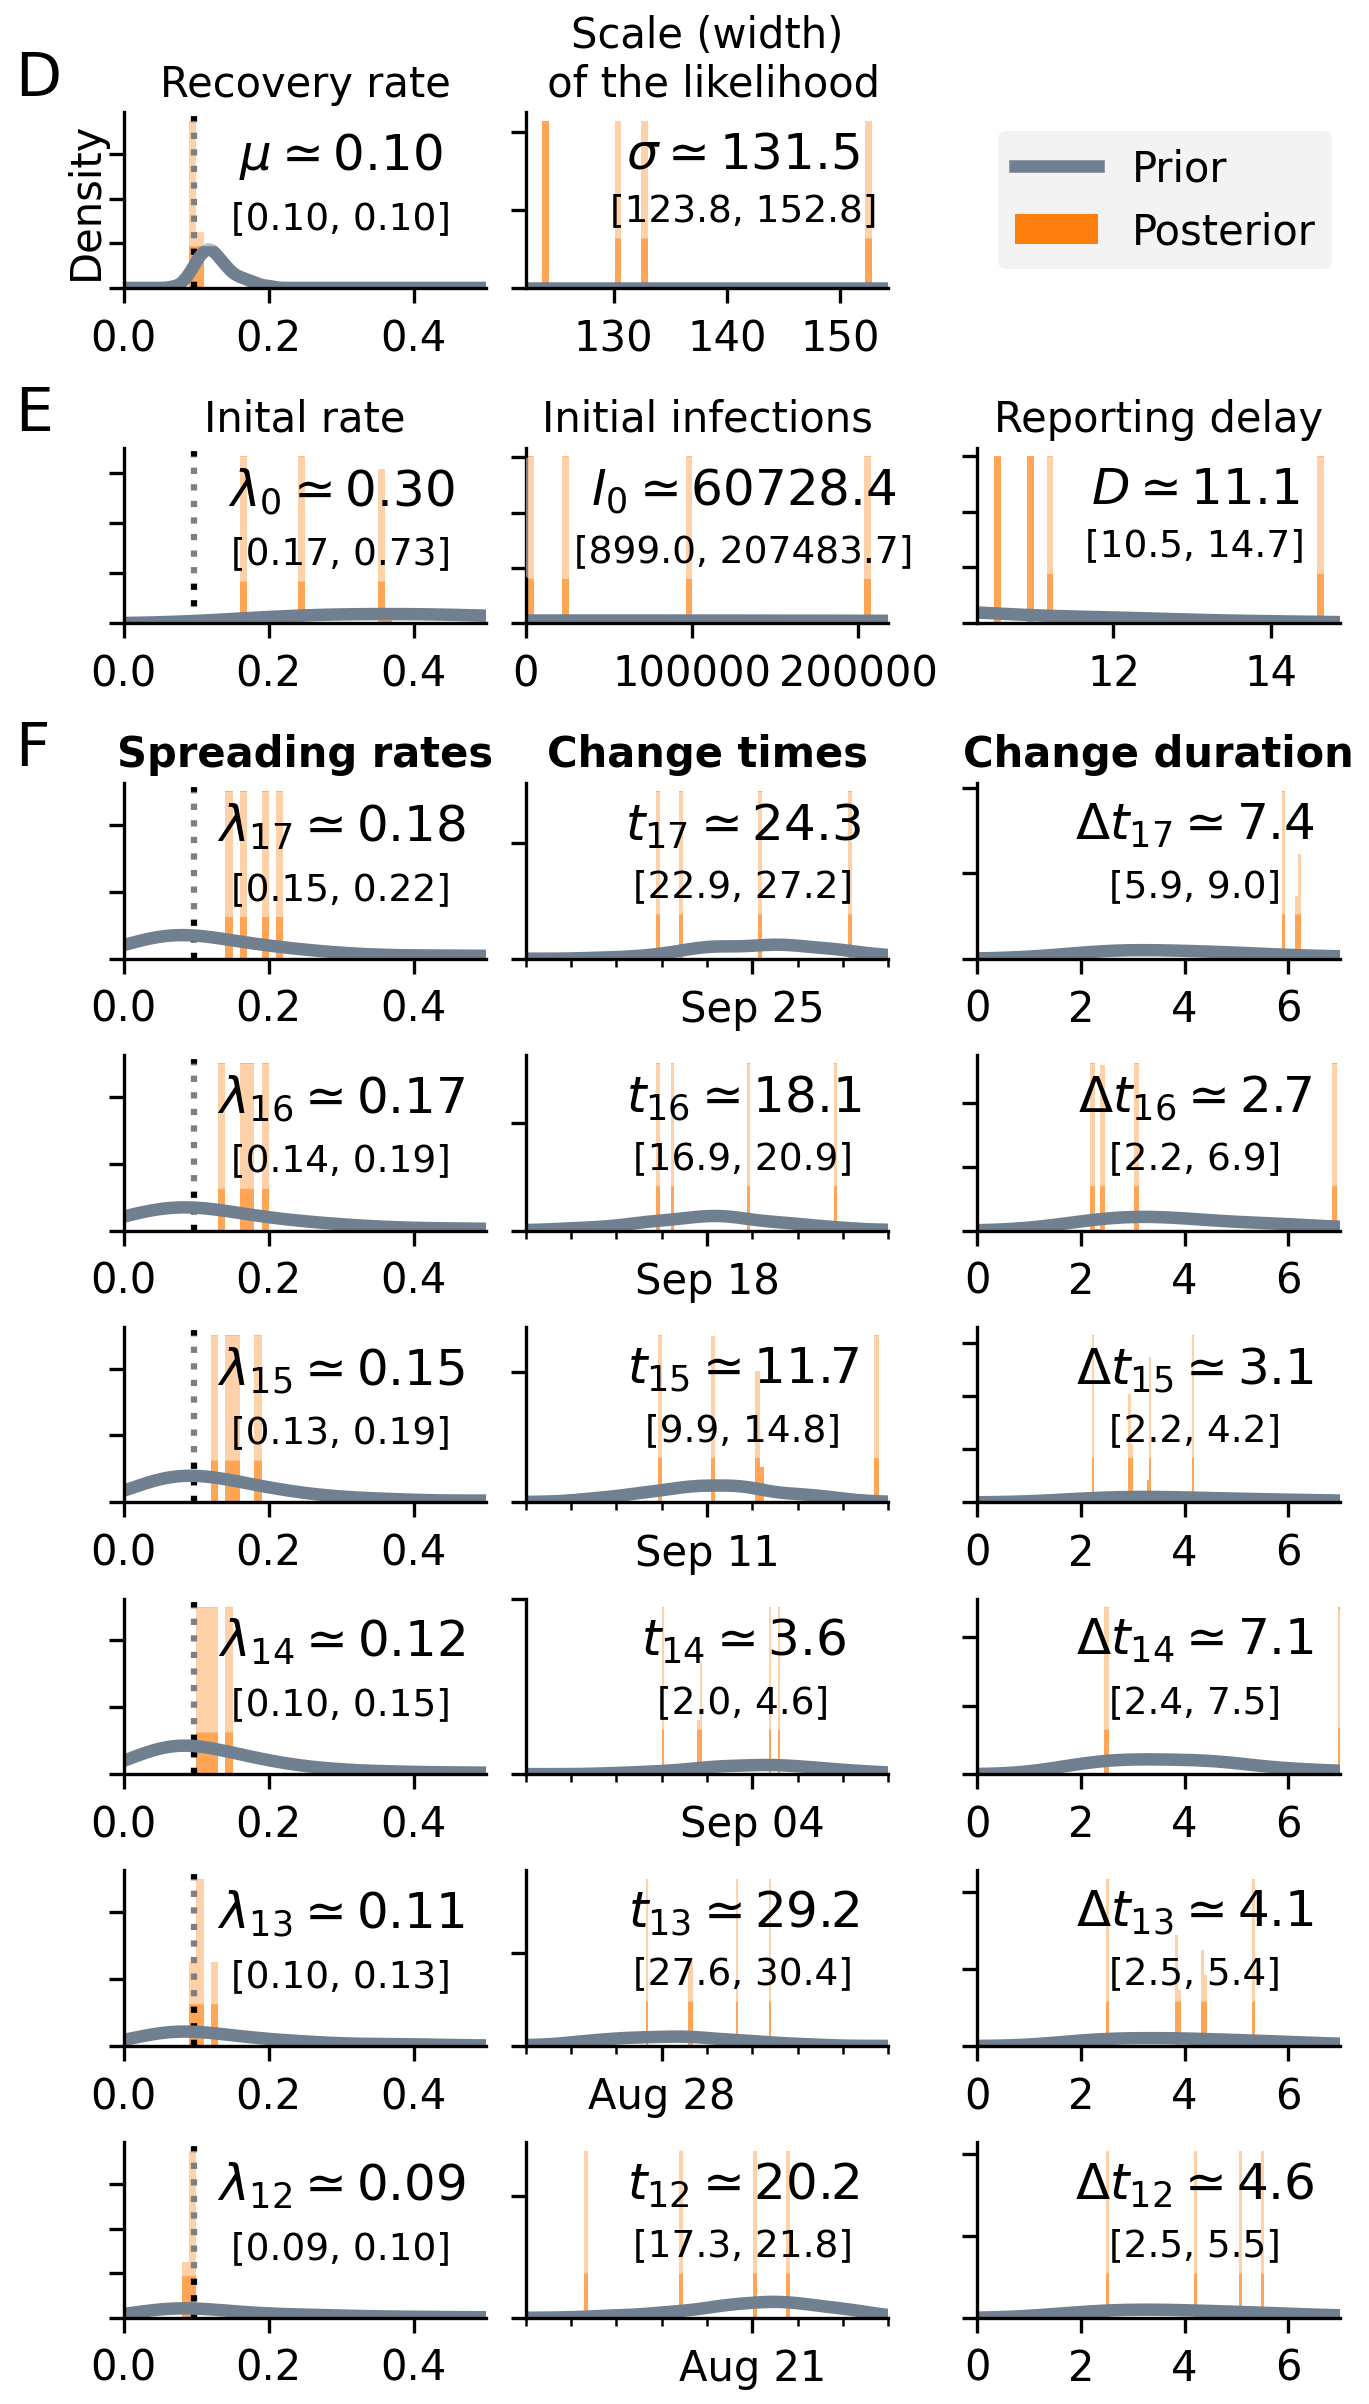 D
Recovery rate
Scale (width)
of the likelihood
Density
μ ≃ 0.10
[0.10, 0.10]
0.0 0.2 0.4
σ ≃ 131.5
[123.8, 152.8]
130 140 150
Prior
Posterior
E
Inital rate
λ0 ≃ 0.30
[0.17, 0.73]
0.0 0.2 0.4
Initial infections
I0 ≃ 60728.4
[899.0, 207483.7]
0 100000 200000
Reporting delay
D ≃ 11.1
[10.5, 14.7]
12 14
F
Spreading rates Change times Change duration
λ17 ≃ 0.18
[0.15, 0.22]
0.0 0.2 0.4
t17 ≃ 24.3
[22.9, 27.2]
Sep 25
Δt17 ≃ 7.4
[5.9, 9.0]
0 2 4 6
λ16 ≃ 0.17
[0.14, 0.19]
0.0 0.2 0.4
t16 ≃ 18.1
[16.9, 20.9]
Sep 18
Δt16 ≃ 2.7
[2.2, 6.9]
0 2 4 6
λ15 ≃ 0.15
[0.13, 0.19]
0.0 0.2 0.4
t15 ≃ 11.7
[9.9, 14.8]
Sep 11
Δt15 ≃ 3.1
[2.2, 4.2]
0 2 4 6
λ14 ≃ 0.12
[0.10, 0.15]
0.0 0.2 0.4
t14 ≃ 3.6
[2.0, 4.6]
Sep 04
Δt14 ≃ 7.1
[2.4, 7.5]
0 2 4 6
λ13 ≃ 0.11
[0.10, 0.13]
0.0 0.2 0.4
t13 ≃ 29.2
[27.6, 30.4]
Aug 28
Δt13 ≃ 4.1
[2.5, 5.4]
0 2 4 6
λ12 ≃ 0.09
[0.09, 0.10]
0.0 0.2 0.4
t12 ≃ 20.2
[17.3, 21.8]
Aug 21
Δt12 ≃ 4.6
[2.5, 5.5]
0 2 4 6